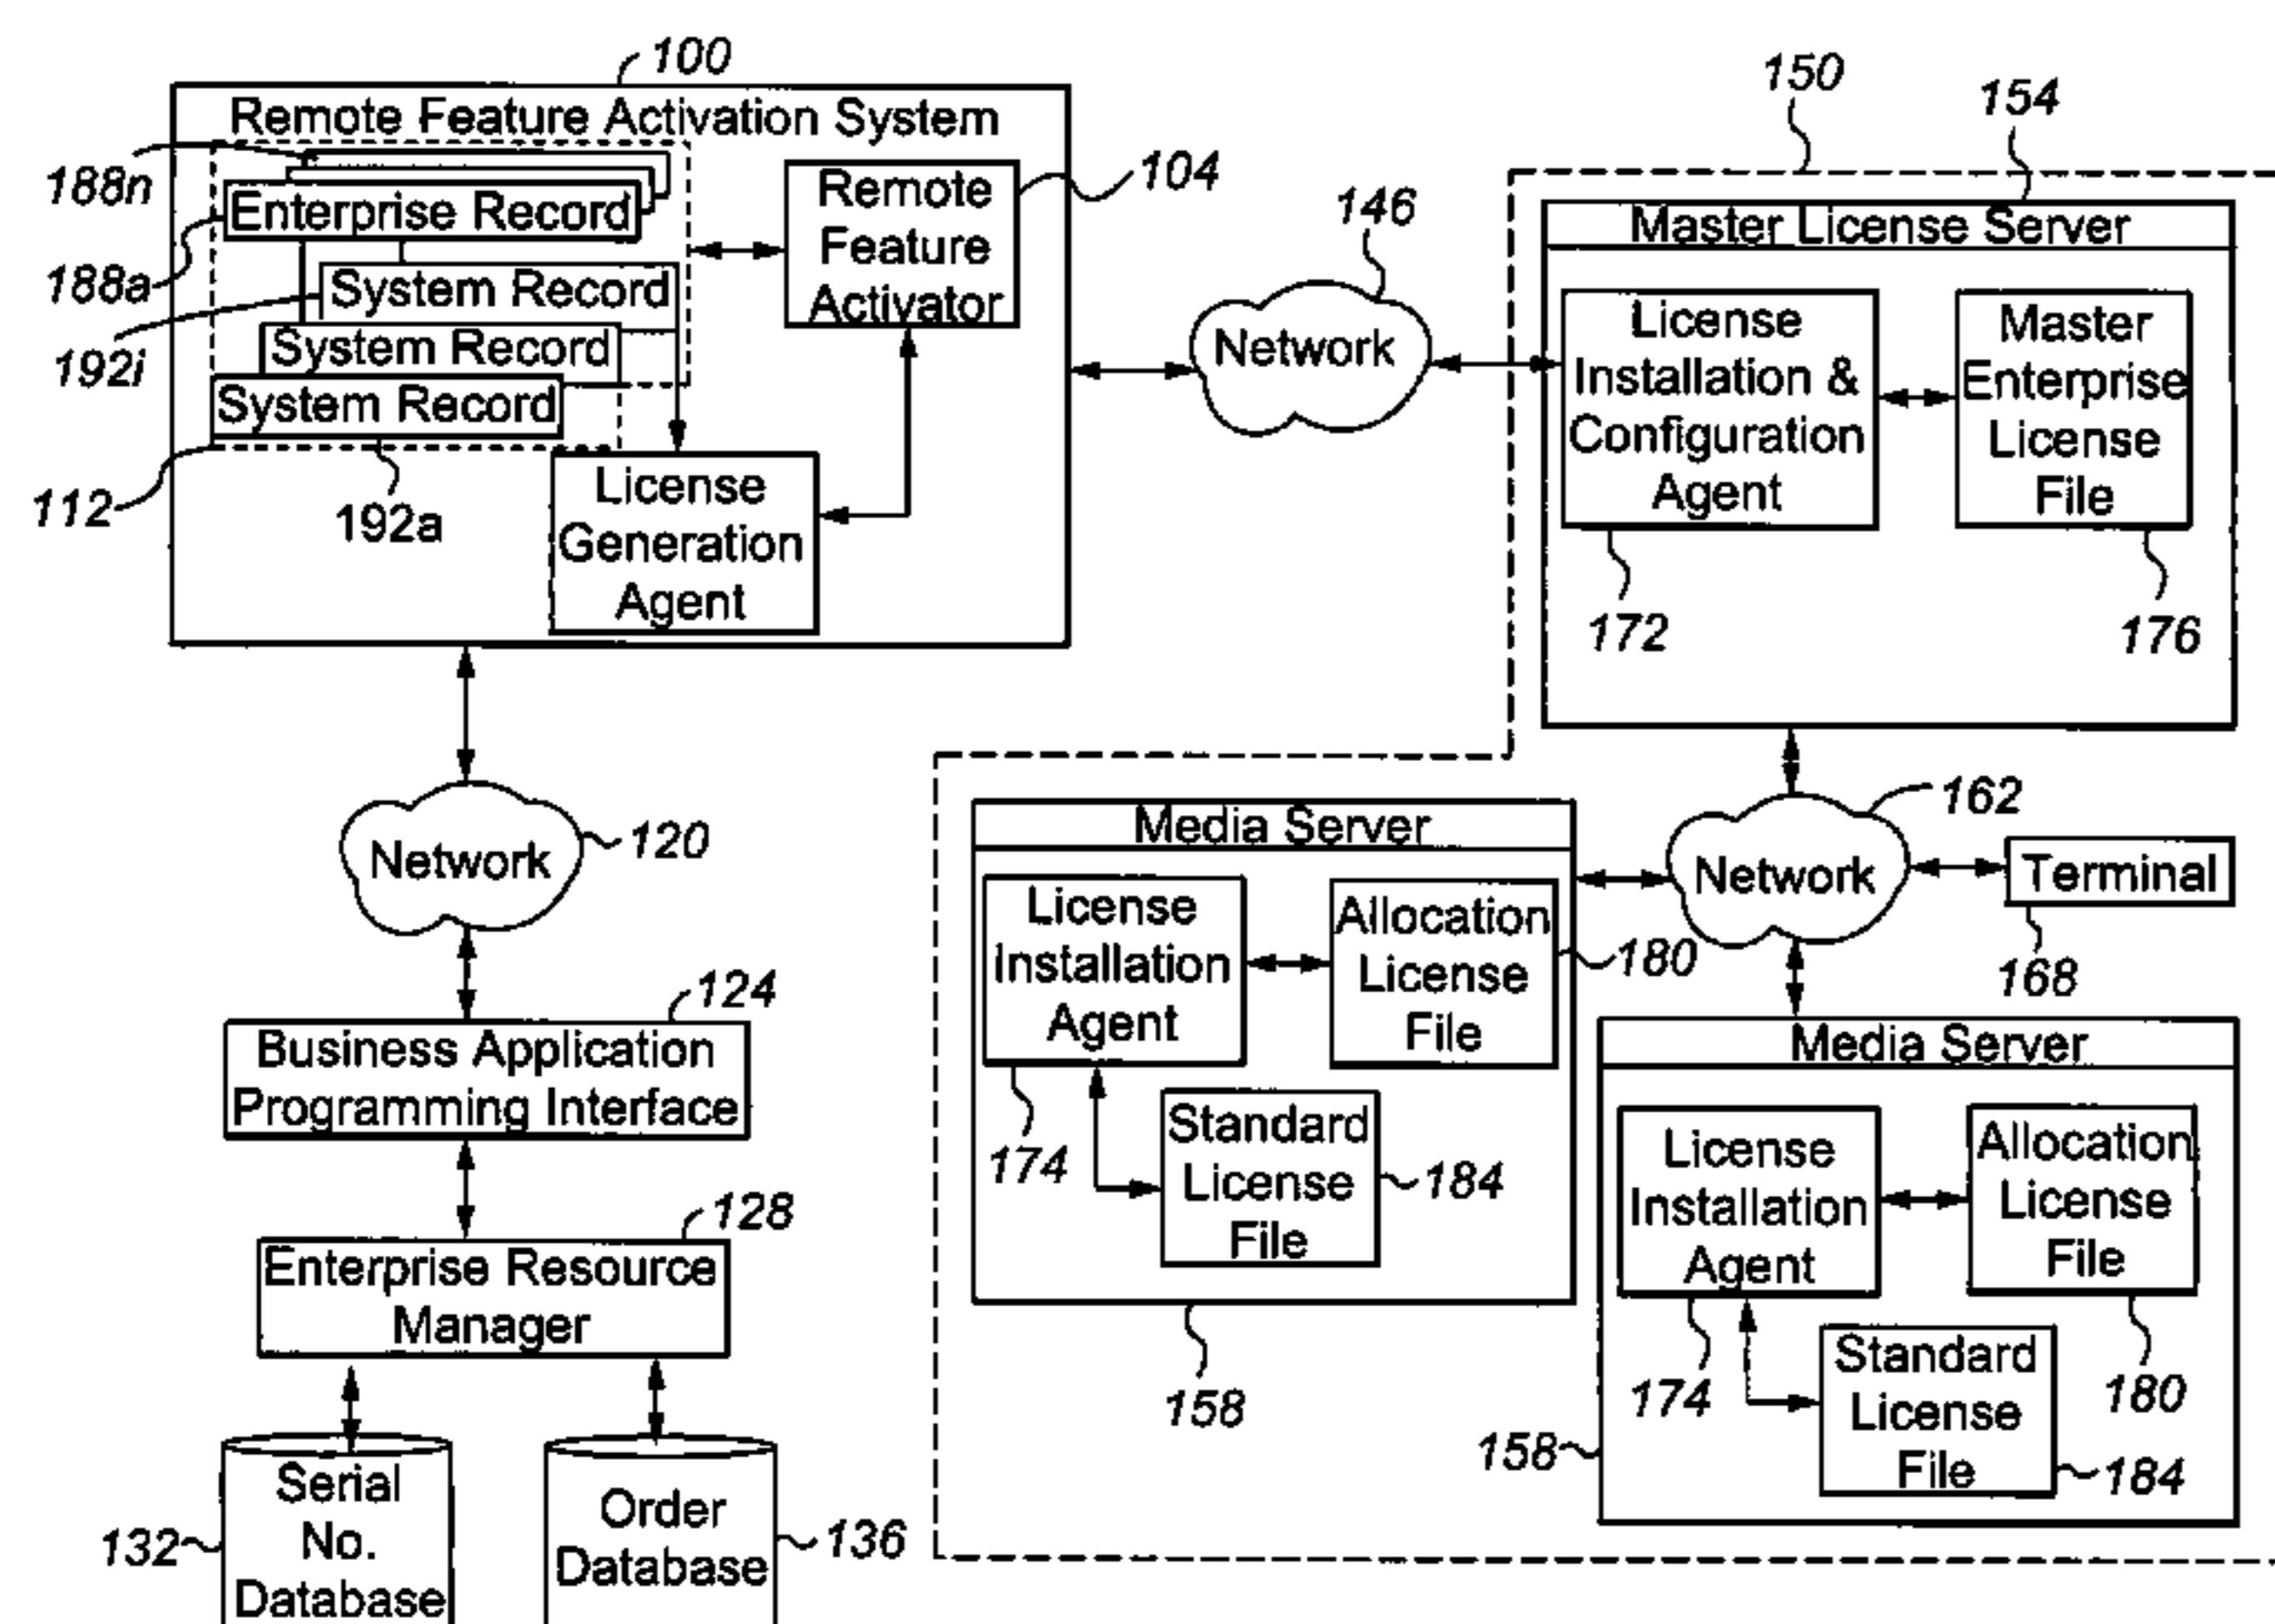 100
Remote Feature Activation System
188n
Enterprise Record
188a
System Record
192i
System Record
System Record
112
192a
Remote
Feature
Activator
104
License
Generation
Agent
146
Network
150
154
Master License Server
License
Installation &
Configuration
Agent
172
Master
Enterprise
License
File
176
Network
120
124
Business Application
Programming Interface
128
Enterprise Resource
Manager
132
Serial
No.
Database
Order
Database
136
Media Server
License
Installation
Agent
174
Allocation
License
File
180
Standard
License
File
184
158
162
Network
Terminal
168
Media Server
License
Installation
Agent
174
Allocation
License
File
180
Standard
License
File
184
158